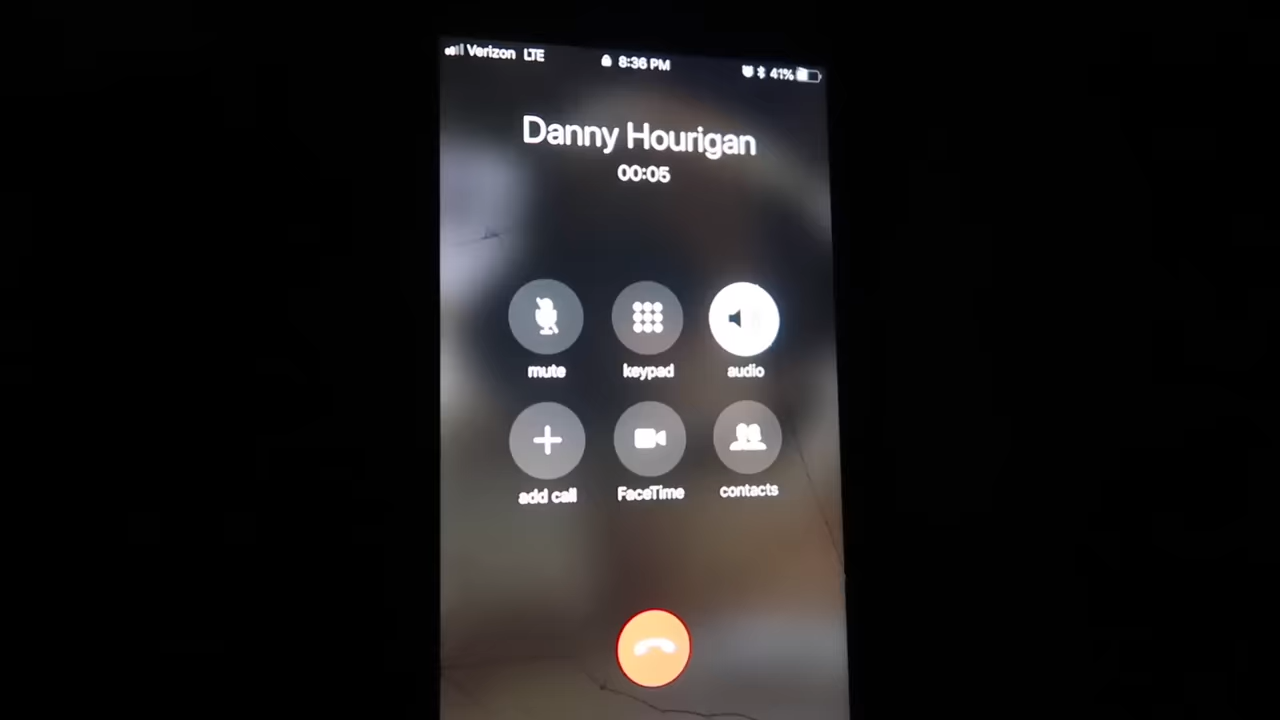 Verizon LTE 8:36 PM 41%
Danny Hourigan
00:05
mute keypad audio
add call FaceTime contacts